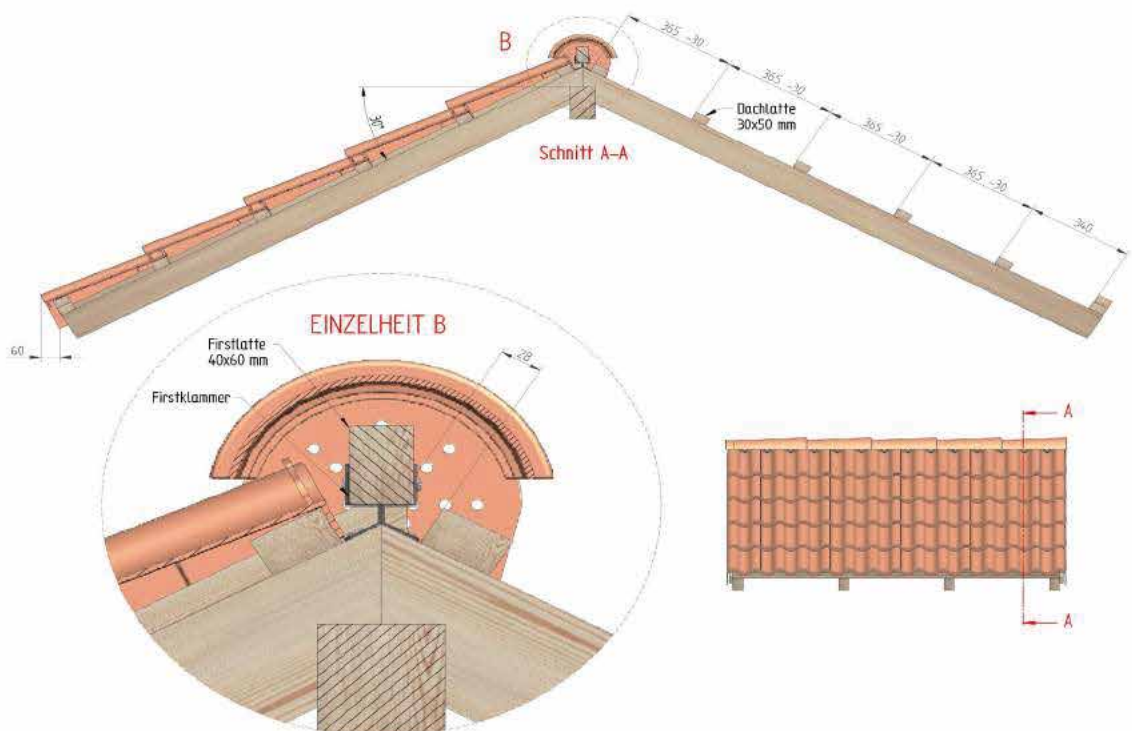 B
365 -30
365 -30
365 -30
365 -30
340
Dachlatte
30x50 mm
30°
Schnitt A-A
60
EINZELHEIT B
Firstlatte
40x60 mm
Firstklammer
28
A
A